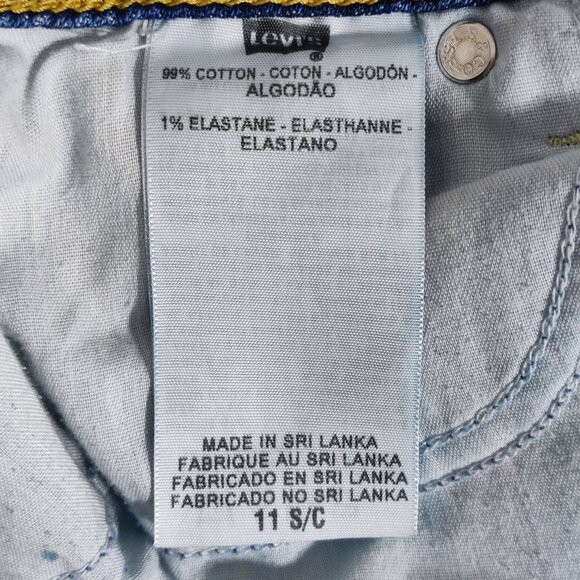 Levi's
®
99% COTTON - COTON - ALGODÓN -
ALGODÃO
1% ELASTANE - ELASTHANNE -
ELASTANO
MADE IN SRI LANKA
FABRIQUE AU SRI LANKA
FABRICADO EN SRI LANKA
FABRICADO NO SRI LANKA
11 S/C